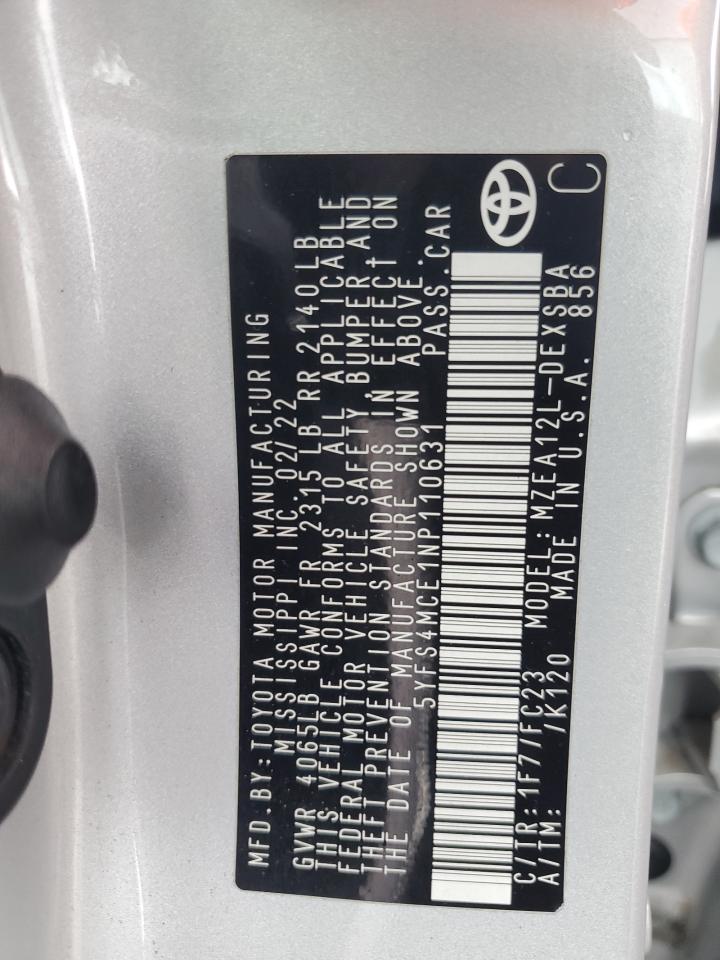 MFD.BY:TOYOTA MOTOR MANUFACTURING
MISSISSIPPI INC. 02/22
GVWR 4065LB GAWR FR 2315 LB RR 2140LB
THIS VEHICLE CONFORMS TO ALL APPLICABLE
FEDERAL MOTOR VEHICLE SAFETY BUMPER AND
THEFT PREVENTION STANDARDS IN EFFECT ON
THE DATE OF MANUFACTURE SHOWN ABOVE.
5YFS4MCE1NP110631 PASS.CAR
C/TR: 1F7/FC23 MODEL: MZEA12L-DEXSBA
A/TM: /K120 MADE IN U.S.A. 856
C